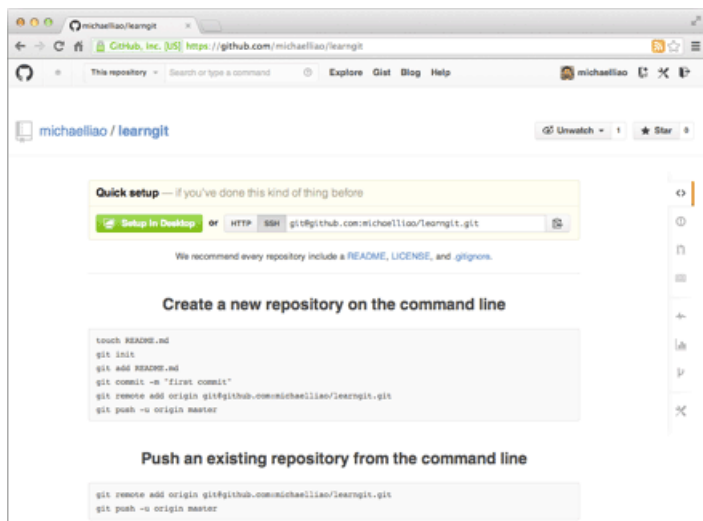 michaelliao/learngit
GitHub, Inc. [US] https://github.com/michaelliao/learngit
This repository Search or type a command Explore Gist Blog Help michaelliao
michaelliao / learngit Unwatch 1 Star 0
Quick setup — if you've done this kind of thing before
Setup in Desktop or HTTP SSH git@github.com:michaelliao/learngit.git
We recommend every repository include a README, LICENSE, and .gitignore.
Create a new repository on the command line
touch README.md
git init
git add README.md
git commit -m "first commit"
git remote add origin git@github.com:michaelliao/learngit.git
git push -u origin master
Push an existing repository from the command line
git remote add origin git@github.com:michaelliao/learngit.git
git push -u origin master